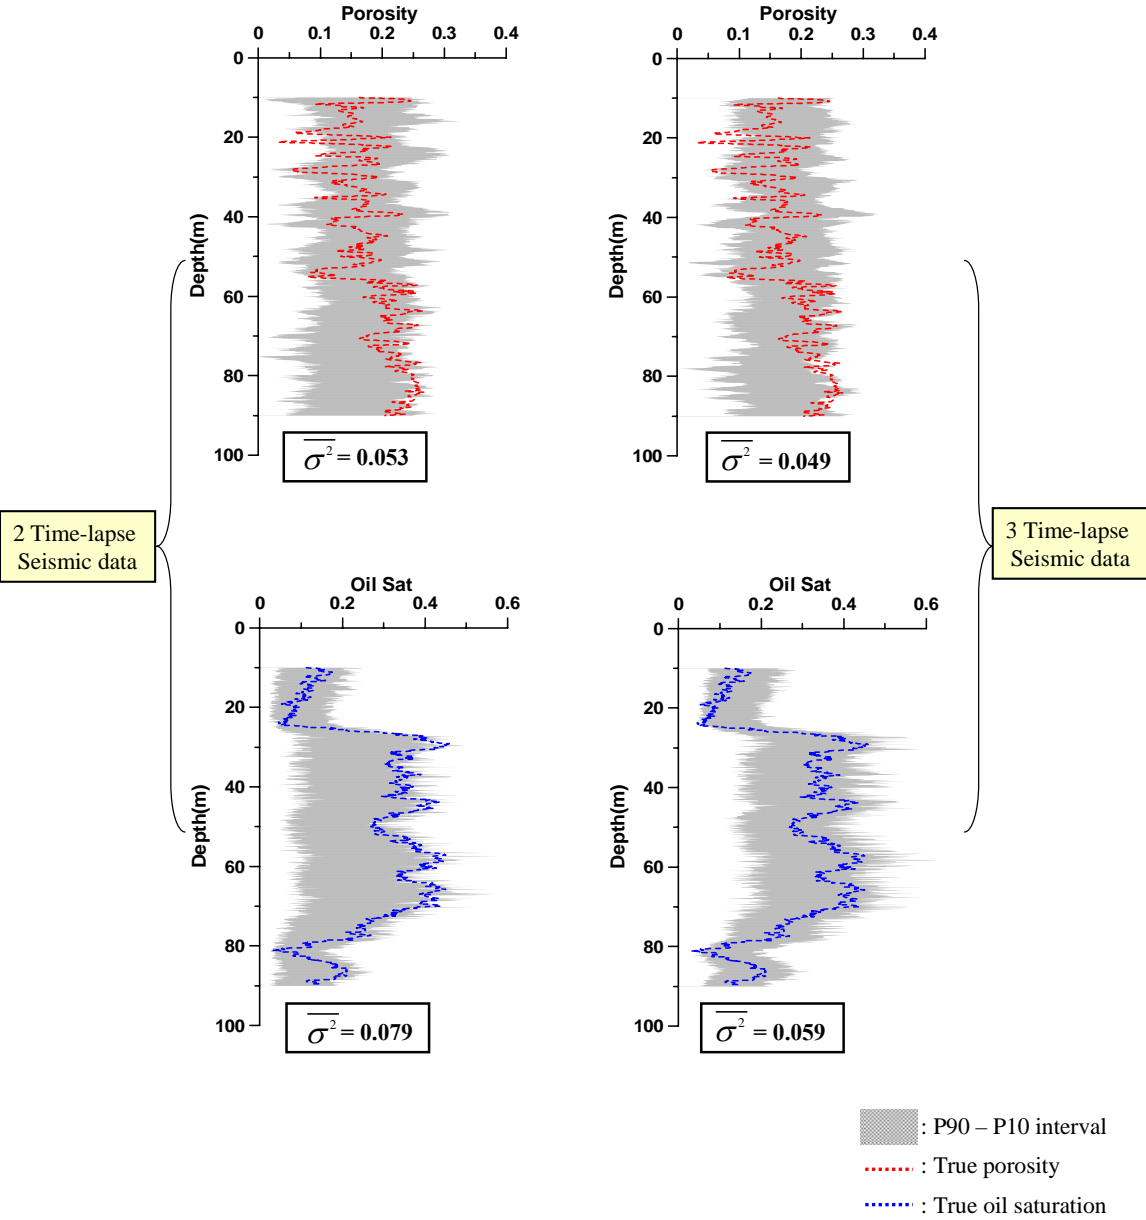 Porosity
0 0.1 0.2 0.3 0.4
0
20
40
60
80
100
Depth(m)
σ² = 0.053
Porosity
0 0.1 0.2 0.3 0.4
0
20
40
60
80
100
Depth(m)
σ² = 0.049
2 Time-lapse
Seismic data
3 Time-lapse
Seismic data
Oil Sat
0 0.2 0.4 0.6
0
20
40
60
80
100
Depth(m)
σ² = 0.079
Oil Sat
0 0.2 0.4 0.6
0
20
40
60
80
100
Depth(m)
σ² = 0.059
: P90 – P10 interval
: True porosity
: True oil saturation